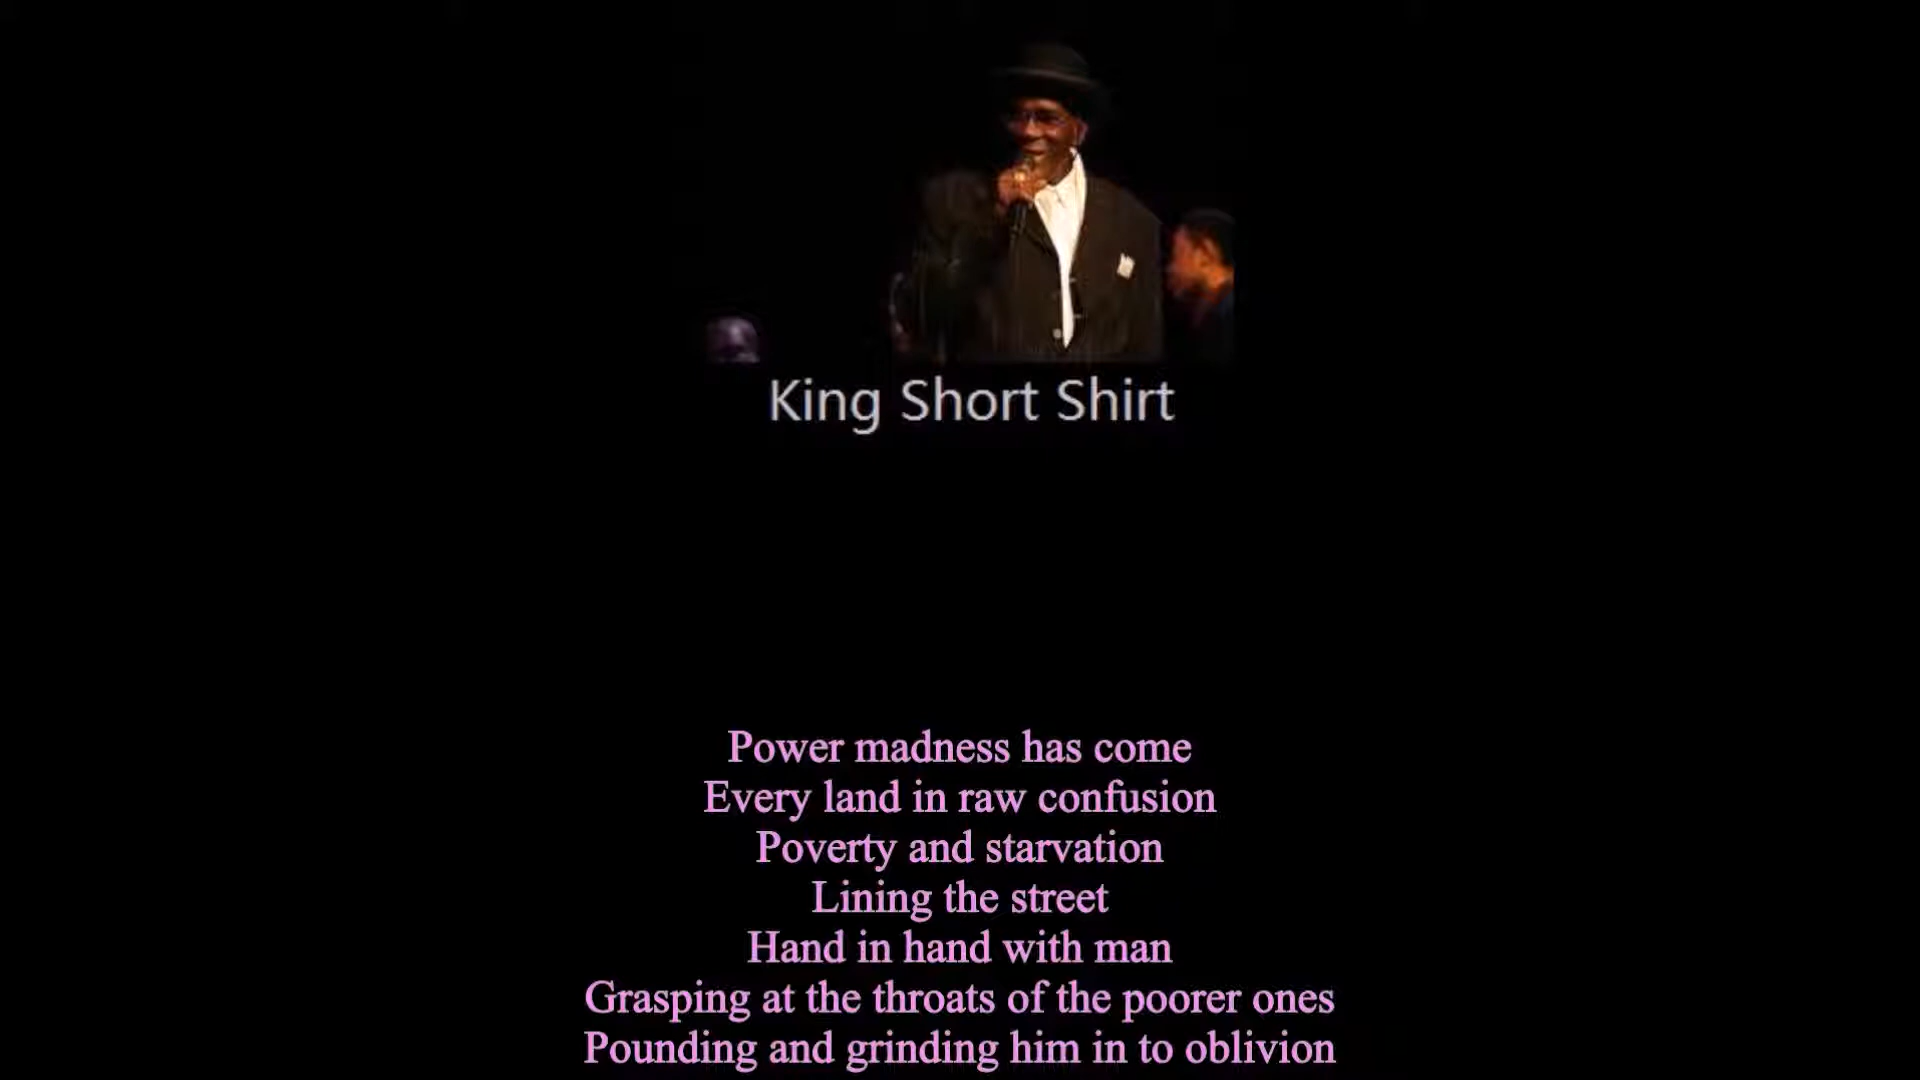 King Short Shirt
Power madness has come
Every land in raw confusion
Poverty and starvation
Lining the street
Hand in hand with man
Grasping at the throats of the poorer ones
Pounding and grinding him in to oblivion